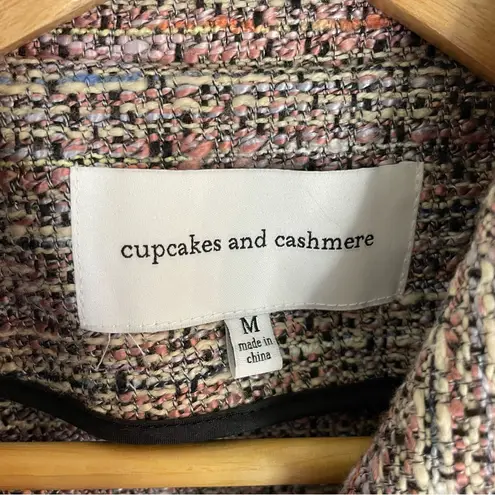 cupcakes and cashmere
M
made in
china